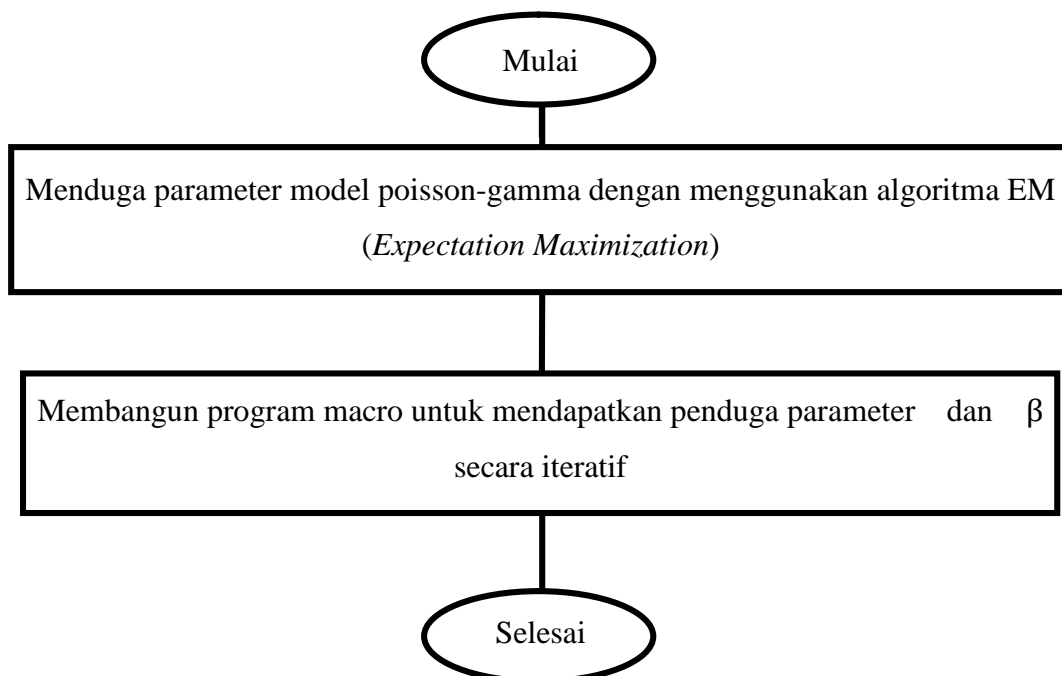 Mulai
Menduga parameter model poisson-gamma dengan menggunakan algoritma EM
(Expectation Maximization)
Membangun program macro untuk mendapatkan penduga parameter dan β
secara iteratif
Selesai